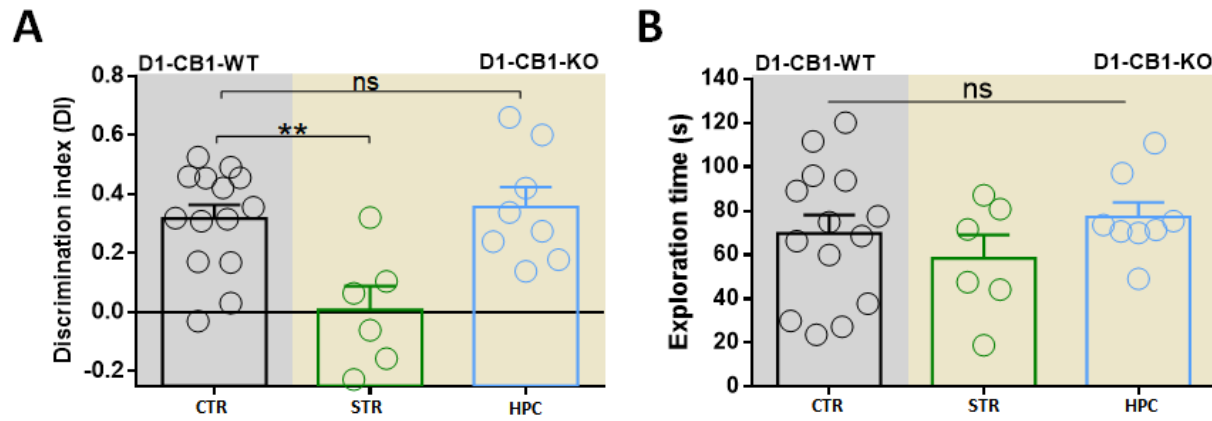 A
D1-CB1-WT
D1-CB1-KO
Discrimination index (DI)
0.8
0.6
0.4
0.2
0.0
-0.2
ns
**
CTR
STR
HPC
B
D1-CB1-WT
D1-CB1-KO
Exploration time (s)
140
120
100
80
60
40
20
0
ns
CTR
STR
HPC